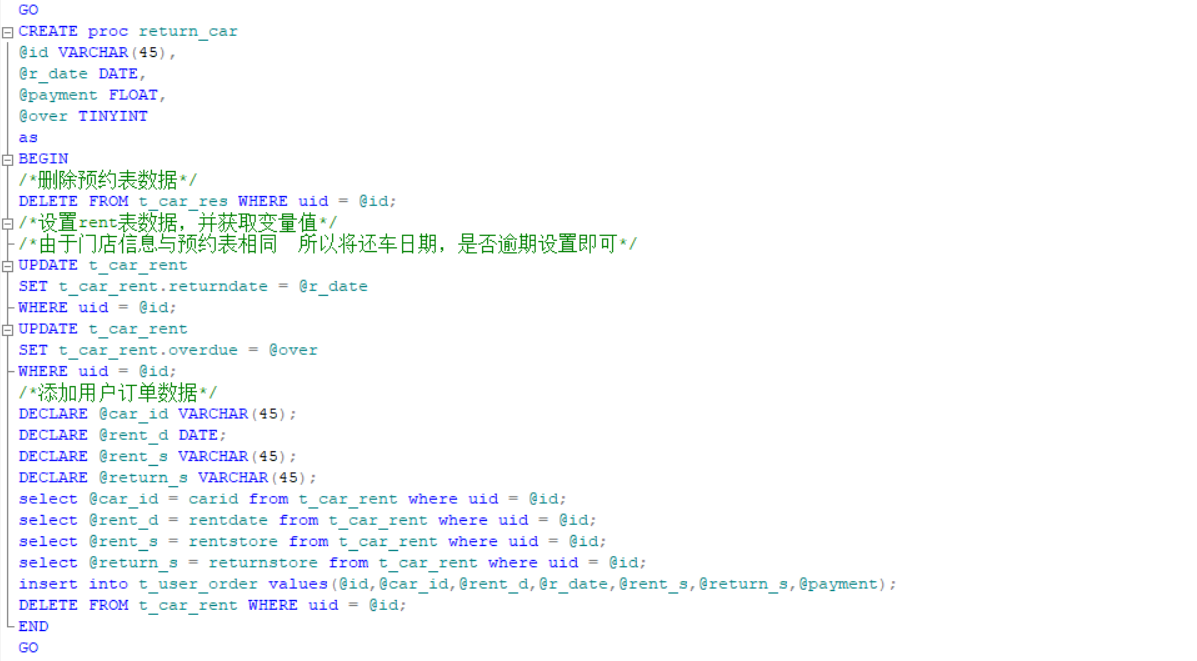 GO
CREATE proc return_car
@id VARCHAR(45),
@r_date DATE,
@payment FLOAT,
@over TINYINT
as
BEGIN
/*删除预约表数据*/
DELETE FROM t_car_res WHERE uid = @id;
/*设置rent表数据，并获取变量值*/
/*由于门店信息与预约表相同  所以将还车日期，是否逾期设置即可*/
UPDATE t_car_rent
SET t_car_rent.returndate = @r_date
WHERE uid = @id;
UPDATE t_car_rent
SET t_car_rent.overdue = @over
WHERE uid = @id;
/*添加用户订单数据*/
DECLARE @car_id VARCHAR(45);
DECLARE @rent_d DATE;
DECLARE @rent_s VARCHAR(45);
DECLARE @return_s VARCHAR(45);
select @car_id = carid from t_car_rent where uid = @id;
select @rent_d = rentdate from t_car_rent where uid = @id;
select @rent_s = rentstore from t_car_rent where uid = @id;
select @return_s = returnstore from t_car_rent where uid = @id;
insert into t_user_order values(@id,@car_id,@rent_d,@r_date,@rent_s,@return_s,@payment);
DELETE FROM t_car_rent WHERE uid = @id;
END
GO